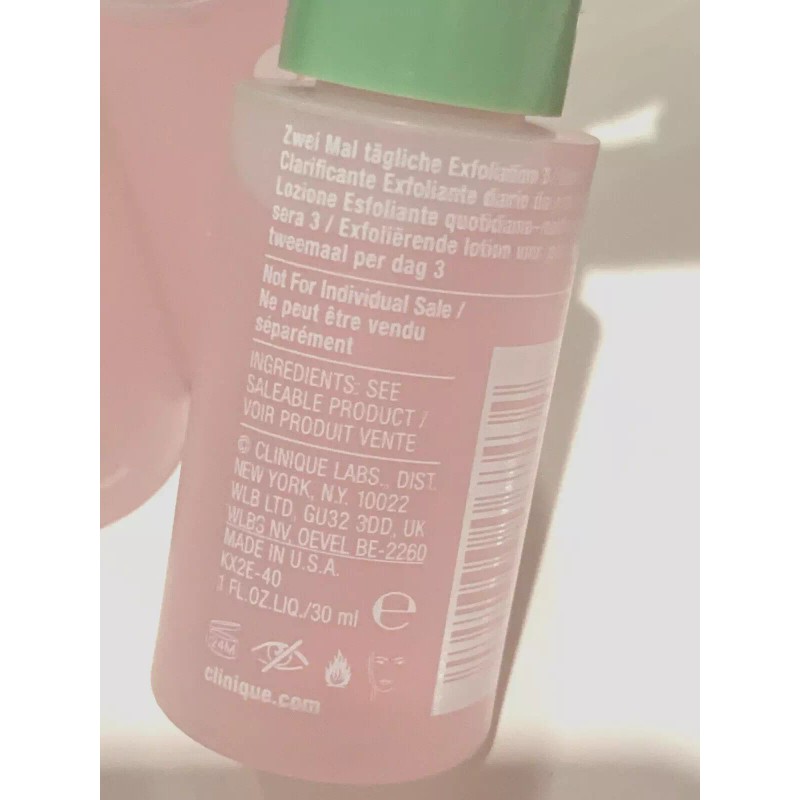 Zwei Mal tägliche Exfoliation 3
Clarificante Exfoliante diario de
Lozione Esfoliante quotidiana-
sera 3 / Exfoliërende lotion
tweemaal per dag 3
Not For Individual Sale /
Ne peut être vendu
séparément
INGREDIENTS: SEE
SALEABLE PRODUCT /
VOIR PRODUIT VENTE
© CLINIQUE LABS., DIST.
NEW YORK, N.Y. 10022
WLB LTD, GU32 3DD, UK
WLBS NV, OEVEL BE-2260
MADE IN U.S.A.
KX2E-40
1 FL.OZ.LIQ./30 ml e
24M
clinique.com